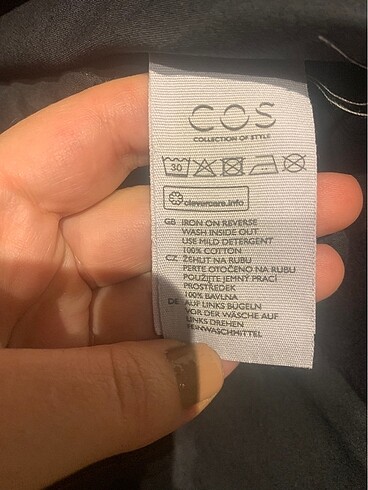 COS
COLLECTION OF STYLE
30
clevercare.info
GB IRON ON REVERSE
WASH INSIDE OUT
USE MILD DETERGENT
100% COTTON
CZ ŽEHLIT NA RUBU
PERTE OTOČENO NA RUBU
POUŽIJTE JEMNÝ PRACÍ
PROSTŘEDEK
100% BAVLNA
DE AUF LINKS BÜGELN
VOR DER WÄSCHE AUF
LINKS DREHEN
FEINWASCHMITTEL